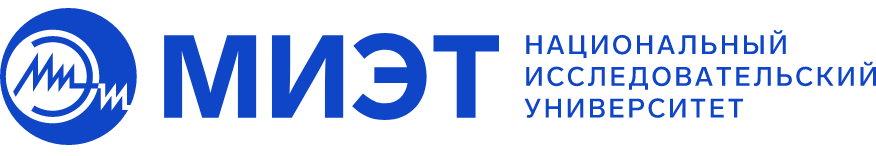 МИЭТ
НАЦИОНАЛЬНЫЙ
ИССЛЕДОВАТЕЛЬСКИЙ
УНИВЕРСИТЕТ